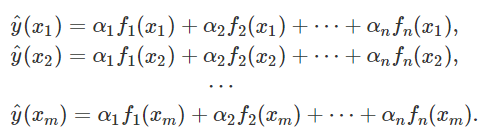 ŷ(x₁) = α₁f₁(x₁) + α₂f₂(x₁) + ⋯ + αₙfₙ(x₁),
ŷ(x₂) = α₁f₁(x₂) + α₂f₂(x₂) + ⋯ + αₙfₙ(x₂),
⋯
ŷ(xₘ) = α₁f₁(xₘ) + α₂f₂(xₘ) + ⋯ + αₙfₙ(xₘ).